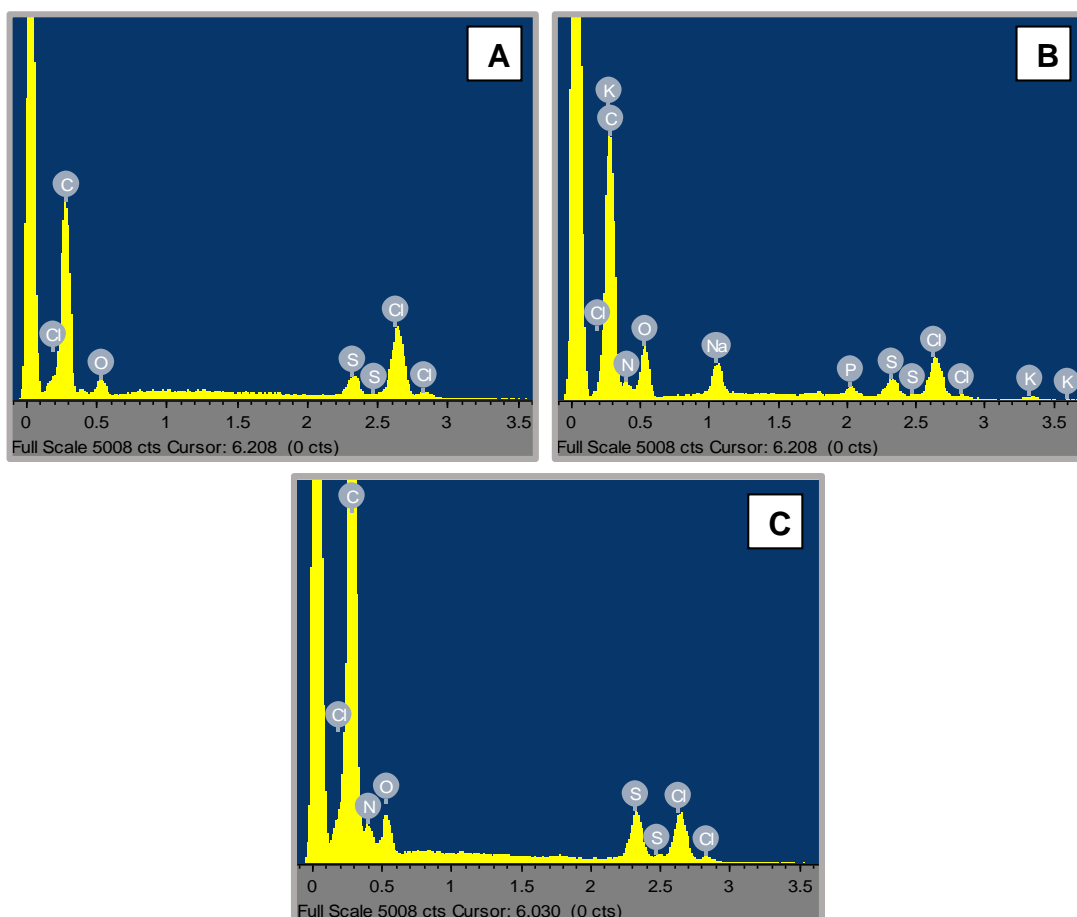 A
C
Cl
O
S
S
Cl
Cl
0 0.5 1 1.5 2 2.5 3 3.5
Full Scale 5008 cts Cursor: 6.208 (0 cts)
B
K
C
Cl
N
O
Na
P
S
S
Cl
Cl
K
K
0 0.5 1 1.5 2 2.5 3 3.5
Full Scale 5008 cts Cursor: 6.208 (0 cts)
C
C
Cl
N
O
S
S
Cl
Cl
0 0.5 1 1.5 2 2.5 3 3.5
Full Scale 5008 cts Cursor: 6.030 (0 cts)